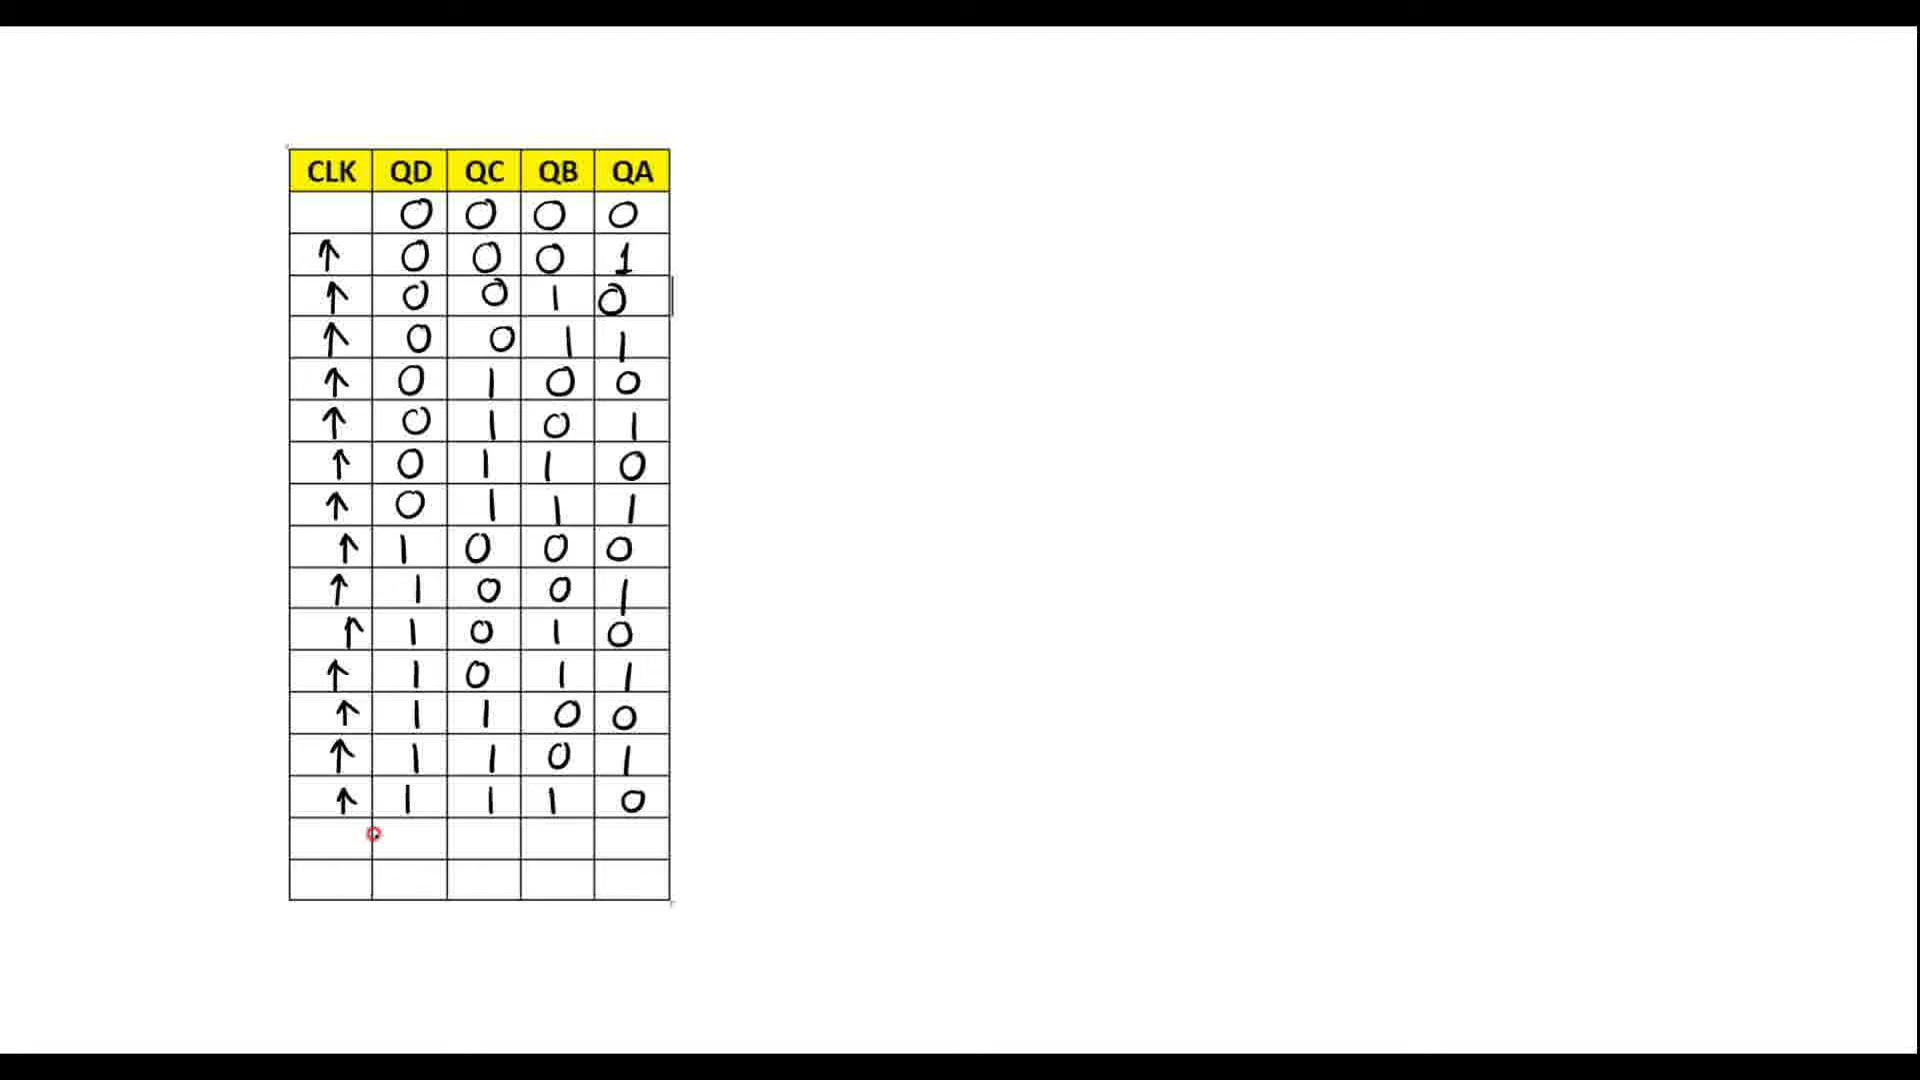 CLK QD QC QB QA
0 0 0 0
↑ 0 0 0 1
↑ 0 0 1 0
↑ 0 0 1 1
↑ 0 1 0 0
↑ 0 1 0 1
↑ 0 1 1 0
↑ 0 1 1 1
↑ 1 0 0 0
↑ 1 0 0 1
↑ 1 0 1 0
↑ 1 0 1 1
↑ 1 1 0 0
↑ 1 1 0 1
↑ 1 1 1 0